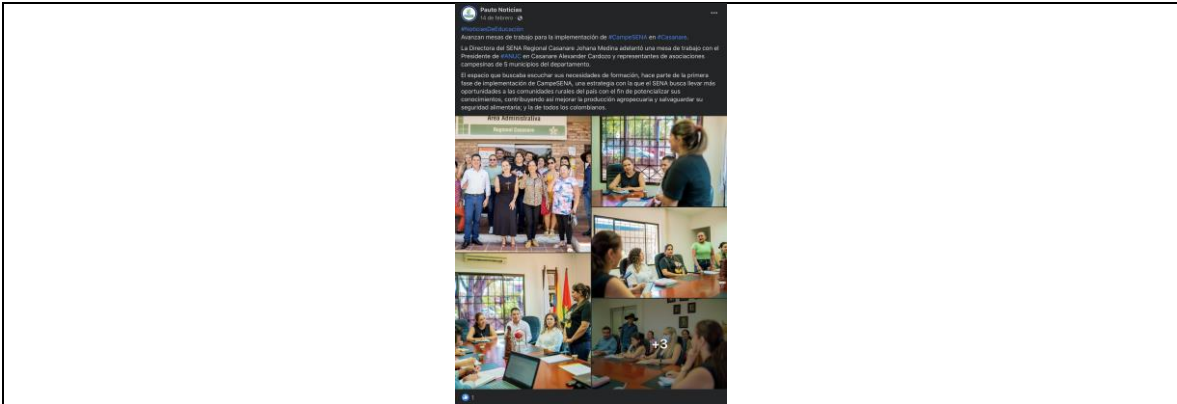 Pauto Noticias
14 de febrero
#NoticiasDeEducación
Avanzan mesas de trabajo para la implementación de #CampeSENA en #Casanare.
La Directora del SENA Regional Casanare Johana Medina adelantó una mesa de trabajo con el
Presidente de #ANUC en Casanare Alexander Cardozo y representantes de asociaciones
campesinas de 5 municipios del departamento.
El espacio que buscaba escuchar sus necesidades de formación, hace parte de la primera
fase de implementación de CampeSENA, una estrategia con la que el SENA busca llevar más
oportunidades a las comunidades rurales del país con el fin de potencializar sus
conocimientos, contribuyendo así mejorar la producción agropecuaria y salvaguardar su
seguridad alimentaria; y la de todos los colombianos.
Área Administrativa
Regional Casanare
+3
1